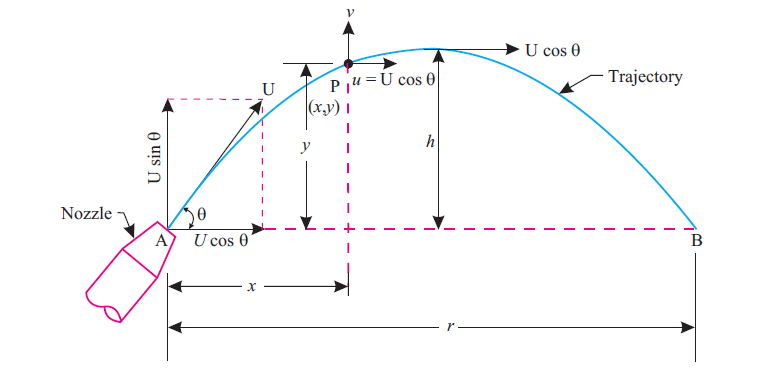 v
U cos θ
U
P
u = U cos θ
Trajectory
(x,y)
U sin θ
y
h
Nozzle
θ
A
U cos θ
B
x
r